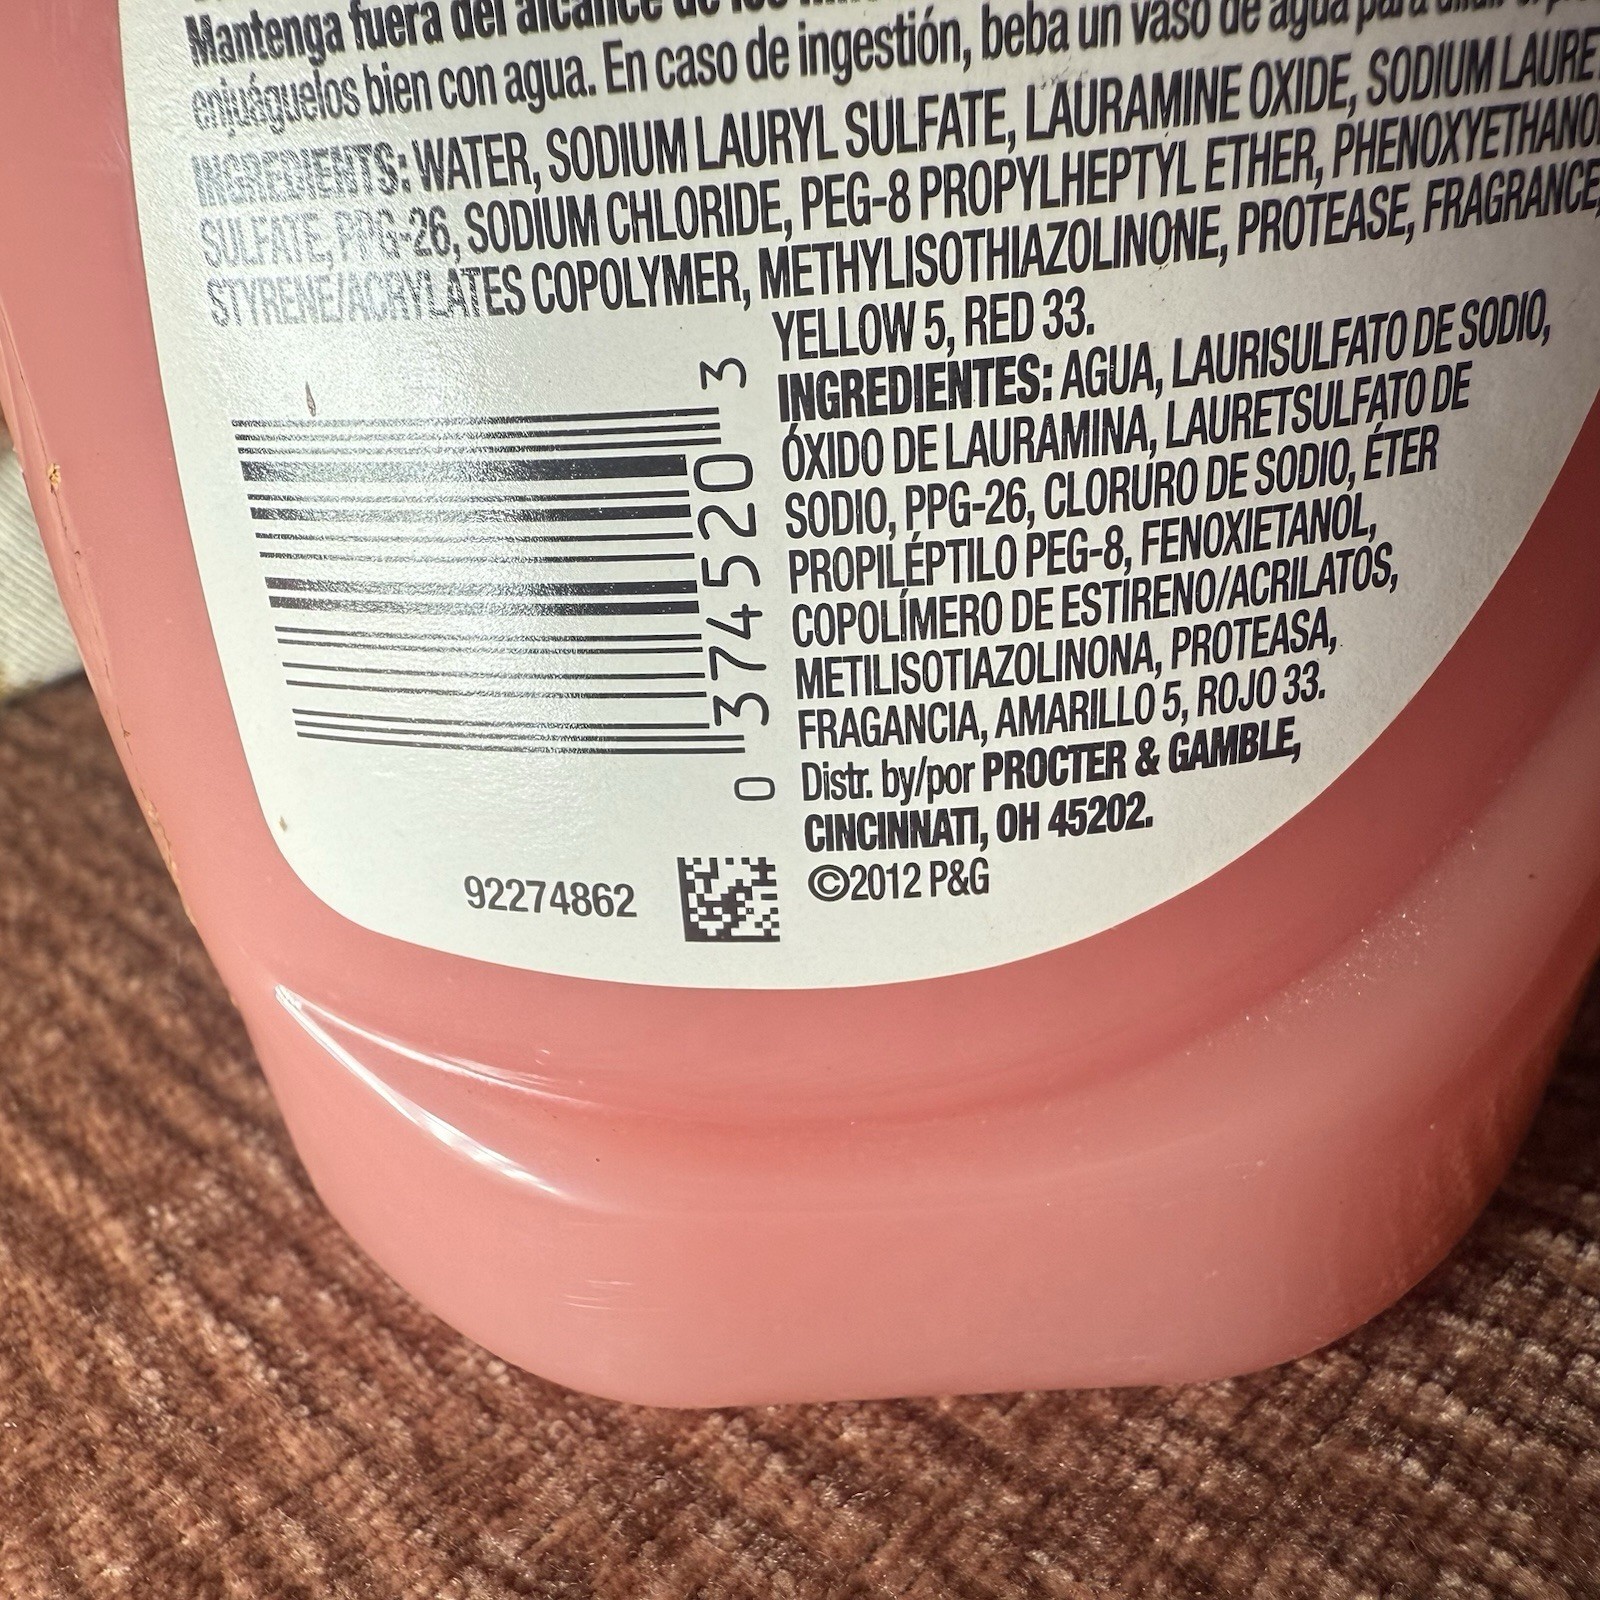 Mantenga fuera del alcance de los
enjuáguelos bien con agua. En caso de ingestión, beba un vaso de agua para
INGREDIENTS: WATER, SODIUM LAURYL SULFATE, LAURAMINE OXIDE, SODIUM LAURE
SULFATE, PPG-26, SODIUM CHLORIDE, PEG-8 PROPYLHEPTYL ETHER, PHENOXYETHANO
STYRENE/ACRYLATES COPOLYMER, METHYLISOTHIAZOLINONE, PROTEASE, FRAGRANCE,
YELLOW 5, RED 33.
INGREDIENTES: AGUA, LAURISULFATO DE SODIO,
ÓXIDO DE LAURAMINA, LAURETSULFATO DE
SODIO, PPG-26, CLORURO DE SODIO, ÉTER
PROPILÉPTILO PEG-8, FENOXIETANOL,
COPOLÍMERO DE ESTIRENO/ACRILATOS,
METILISOTIAZOLINONA, PROTEASA,
FRAGANCIA, AMARILLO 5, ROJO 33.
Distr. by/por PROCTER & GAMBLE,
CINCINNATI, OH 45202.
©2012 P&G
0 374520 3
92274862